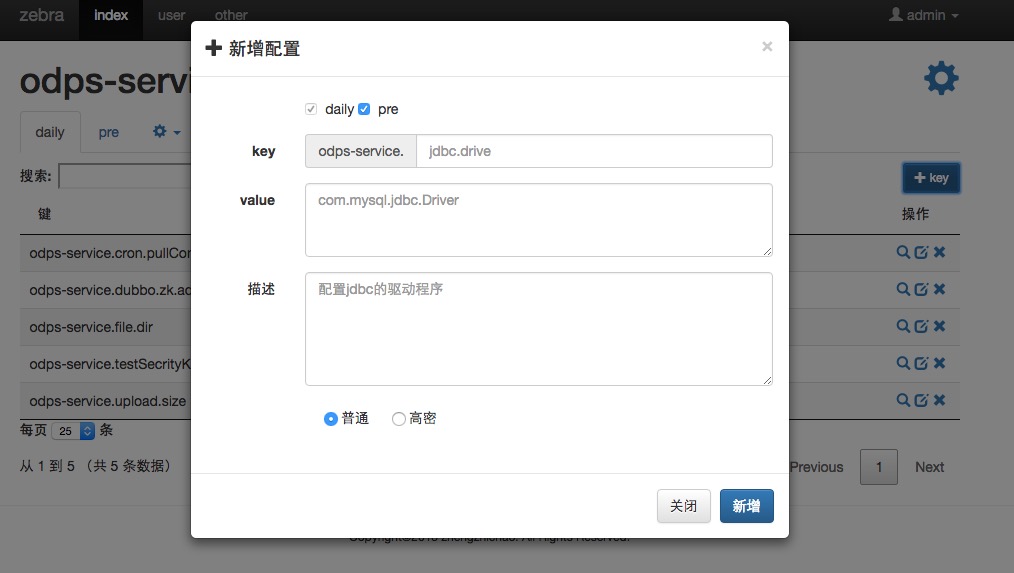 zebra index user other admin
新增配置 ×
odps-servi
daily pre
daily pre
搜索:
key odps-service. jdbc.drive
key
value com.mysql.jdbc.Driver
键 操作
odps-service.cron.pullCor
odps-service.dubbo.zk.ad
描述 配置jdbc的驱动程序
odps-service.file.dir
odps-service.testSecrityK
odps-service.upload.size
普通 高密
每页 25 条
从 1 到 5 （共 5 条数据） Previous 1 Next
关闭 新增
All Rights Reserved.